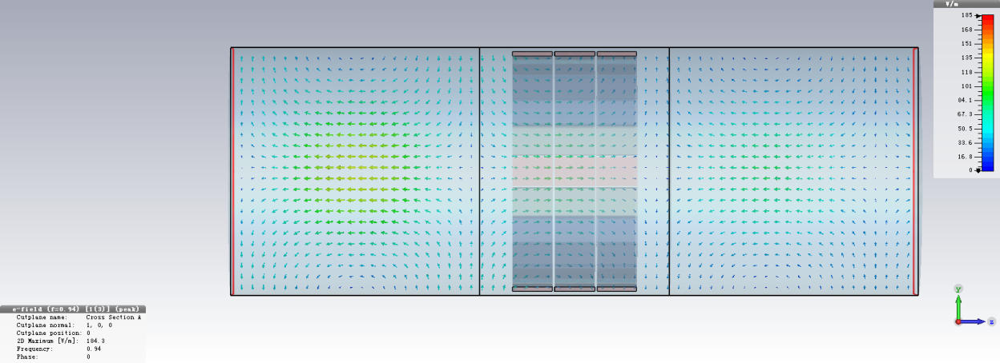 V/m
185
168
151
135
118
101
84.1
67.3
50.5
33.6
16.8
0
e-field (f=0.94) [1(3)] (peak)
Cutplane name: Cross Section A
Cutplane normal: 1, 0, 0
Cutplane position: 0
2D Maximum [V/m]: 184.3
Frequency: 0.94
Phase: 0
y
z